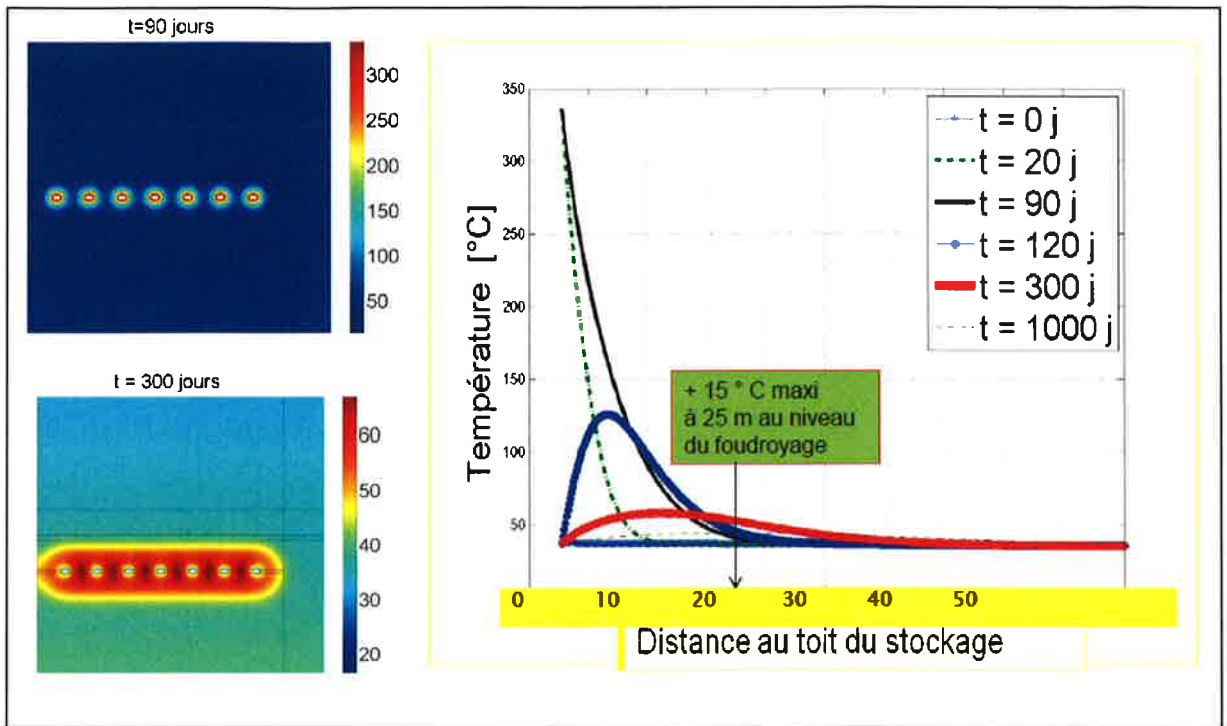 t=90 jours
300
250
200
150
100
50
t = 300 jours
60
50
40
30
20
350
300
250
200
150
100
50
Température [°C]
t = 0 j
t = 20 j
t = 90 j
t = 120 j
t = 300 j
t = 1000 j
+ 15 ° C maxi
à 25 m au niveau
du foudroyage
0 10 20 30 40 50
Distance au toit du stockage